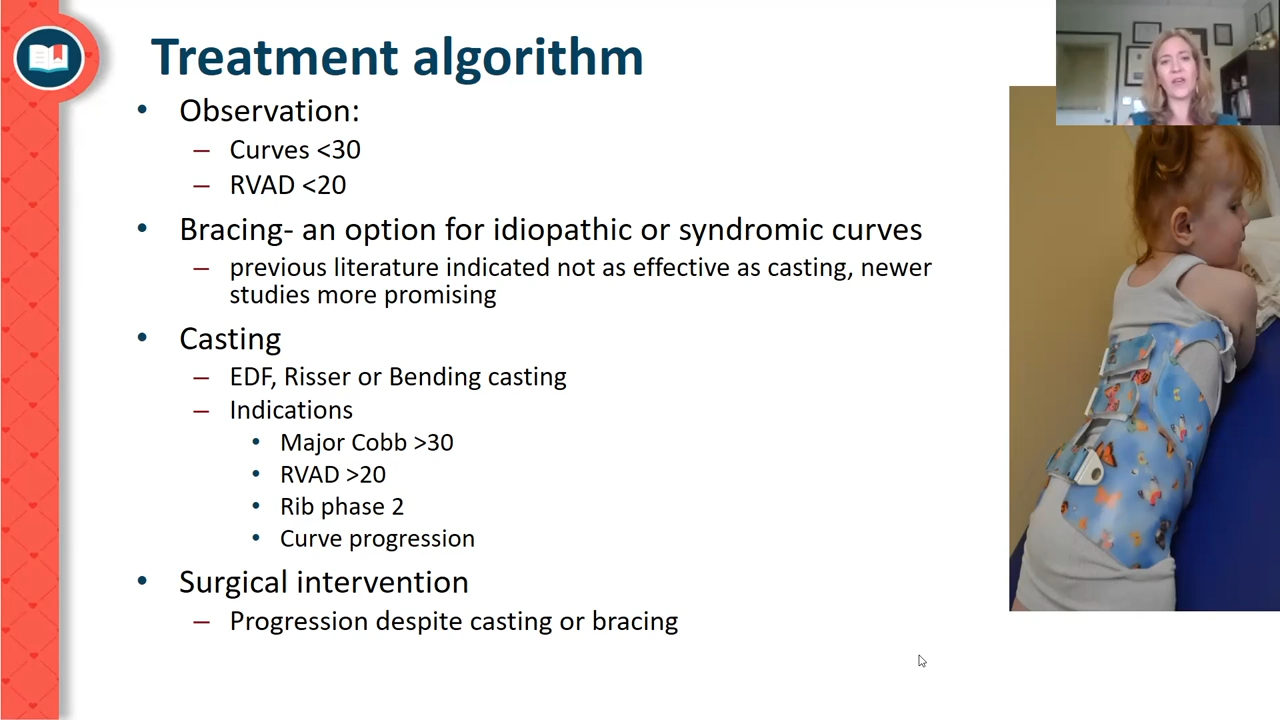 Treatment algorithm
• Observation:
– Curves <30
– RVAD <20
• Bracing- an option for idiopathic or syndromic curves
– previous literature indicated not as effective as casting, newer
studies more promising
• Casting
– EDF, Risser or Bending casting
– Indications
• Major Cobb >30
• RVAD >20
• Rib phase 2
• Curve progression
• Surgical intervention
– Progression despite casting or bracing